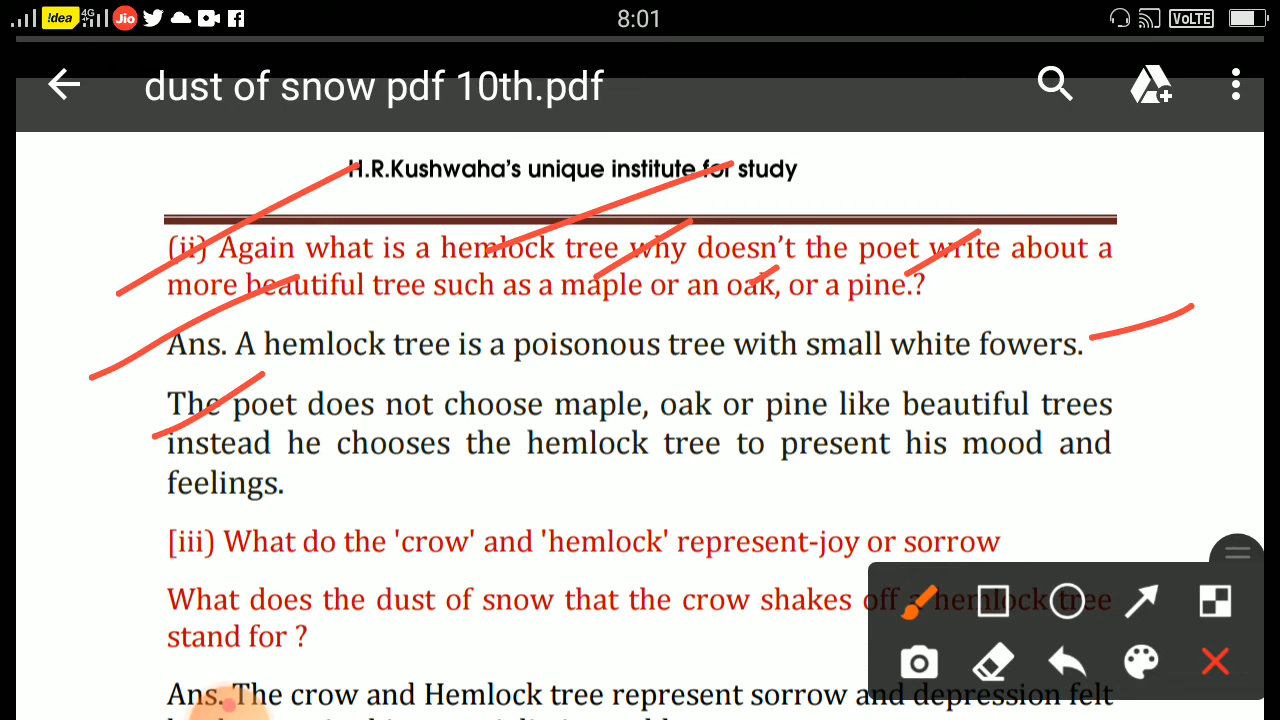 !dea 4G Jio 8:01 VoLTE
dust of snow pdf 10th.pdf
H.R.Kushwaha's unique institute for study
(ii) Again what is a hemlock tree why doesn't the poet write about a
more beautiful tree such as a maple or an oak, or a pine.?
Ans. A hemlock tree is a poisonous tree with small white fowers.
The poet does not choose maple, oak or pine like beautiful trees
instead he chooses the hemlock tree to present his mood and
feelings.
[iii) What do the 'crow' and 'hemlock' represent-joy or sorrow
What does the dust of snow that the crow shakes off a hemlock tree
stand for ?
Ans. The crow and Hemlock tree represent sorrow and depression felt